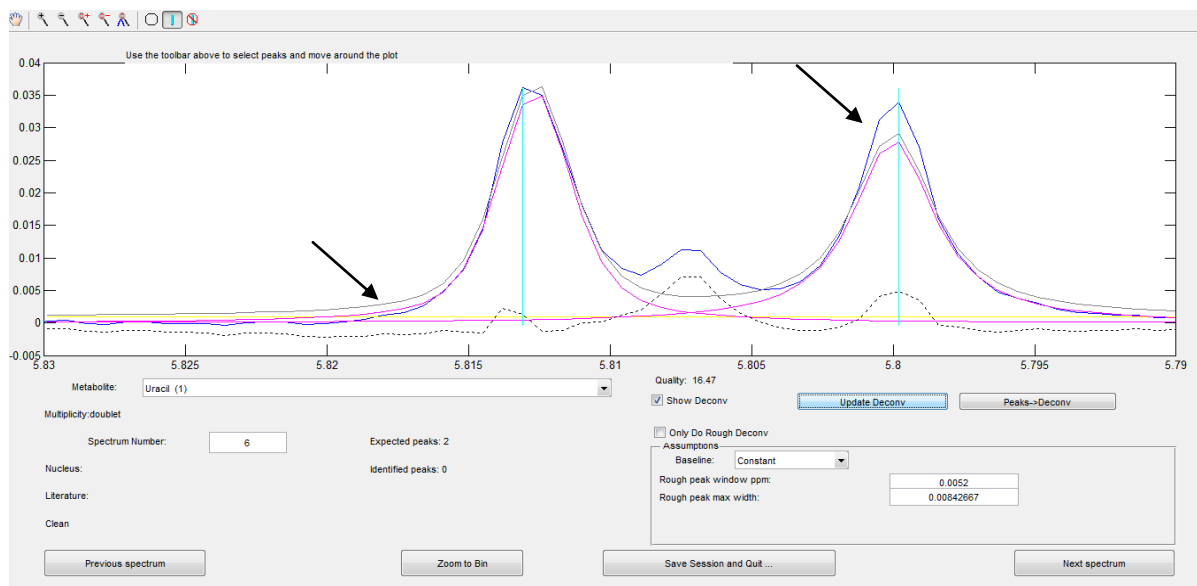 Use the toolbar above to select peaks and move around the plot
0.04
0.035
0.03
0.025
0.02
0.015
0.01
0.005
0
-0.005
5.83 5.825 5.82 5.815 5.81 5.805 5.8 5.795 5.79
Metabolite: Uracil (1)
Quality: 16.47
Show Deconv Update Deconv Peaks->Deconv
Multiplicity:doublet
Only Do Rough Deconv
Spectrum Number: 6 Expected peaks: 2
Assumptions
Baseline: Constant
Nucleus: Identified peaks: 0
Rough peak window ppm: 0.0052
Literature:
Rough peak max width: 0.00842667
Clean
Previous spectrum Zoom to Bin Save Session and Quit ... Next spectrum